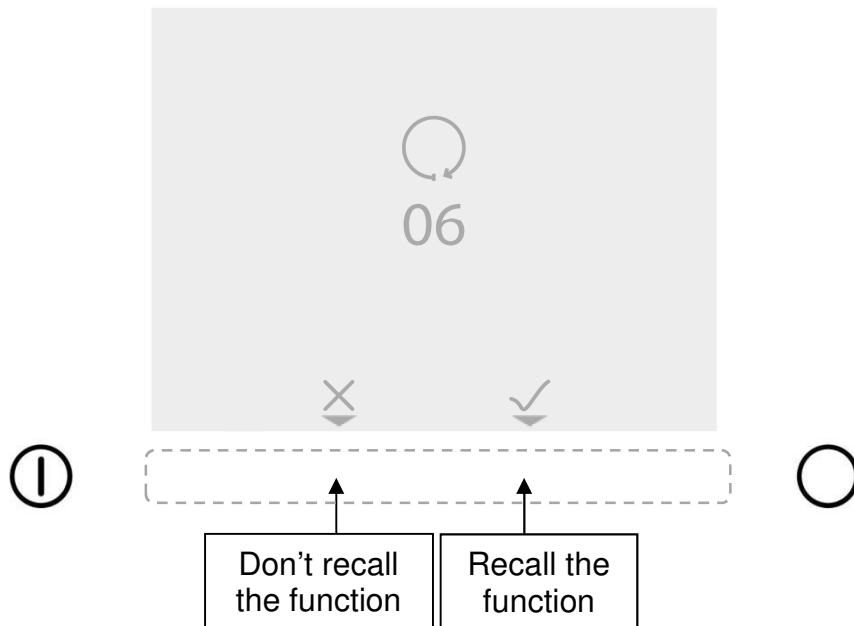 06
Don't recall
the function
Recall the
function